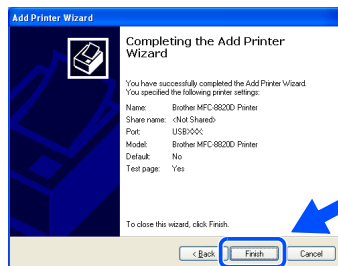 Add Printer Wizard
Completing the Add Printer
Wizard
You have successfully completed the Add Printer Wizard.
You specified the following printer settings:
Name: Brother MFC-8820D Printer
Share name: <Not Shared>
Port: USBXXX:
Model: Brother MFC-8820D Printer
Default: No
Test page: Yes
To close this wizard, click Finish.
< Back Finish Cancel